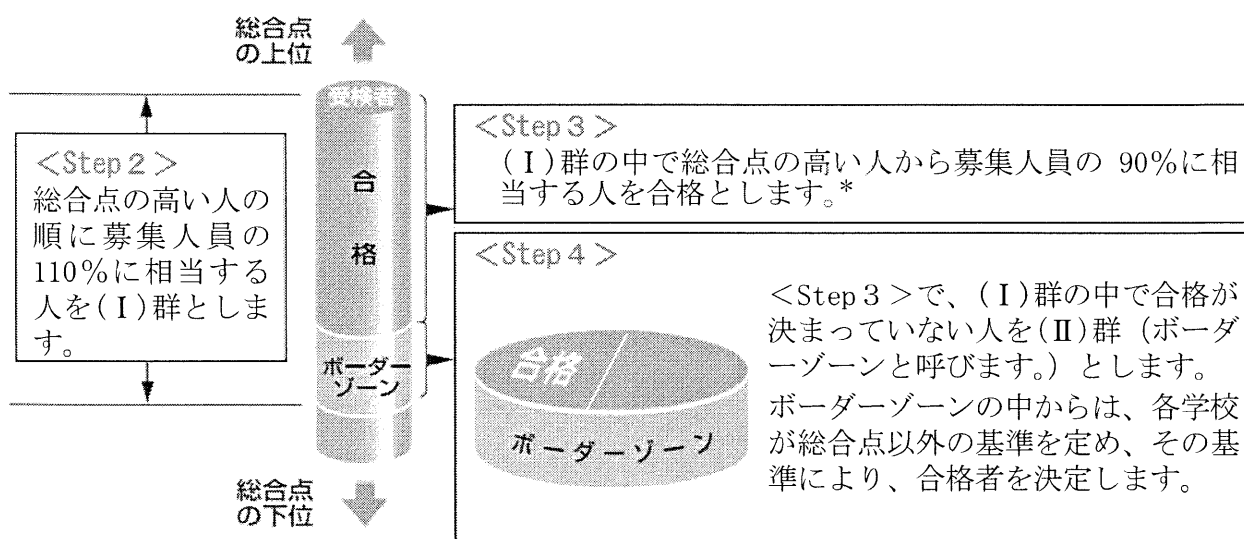 総合点
の上位
受検者
合
格
ボーダー
ゾーン
総合点
の下位
<Step 2>
総合点の高い人の
順に募集人員の
110%に相当する
人を(Ⅰ)群としま
す。
<Step 3>
(Ⅰ)群の中で総合点の高い人から募集人員の 90%に相
当する人を合格とします。*
<Step 4>
合格
ボーダーゾーン
<Step 3>で、(Ⅰ)群の中で合格が
決まっていない人を(Ⅱ)群 (ボーダ
ーゾーンと呼びます。) とします。
ボーダーゾーンの中からは、各学校
が総合点以外の基準を定め、その基
準により、合格者を決定します。